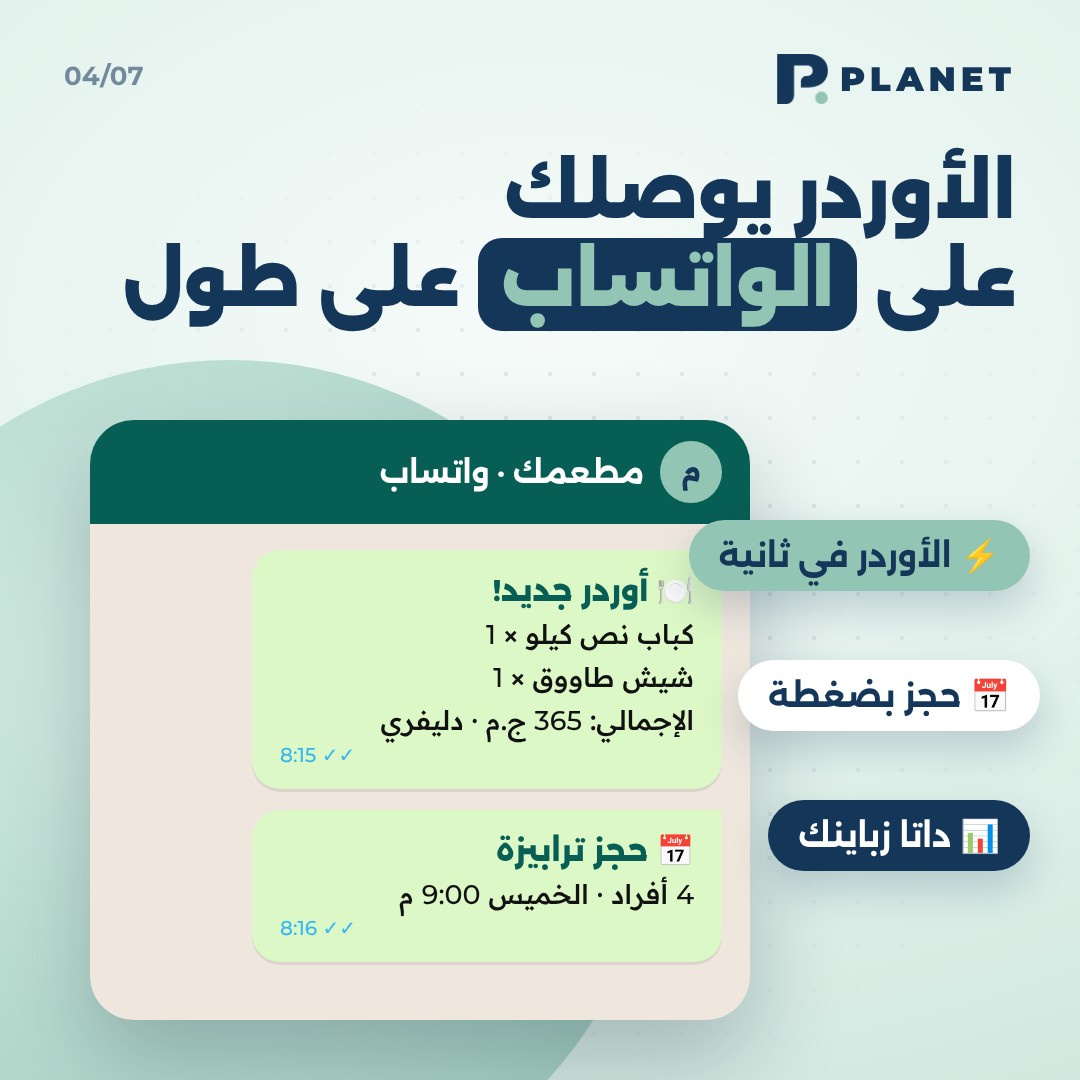 04/07
PLANET
الأوردر يوصلك
على الواتساب على طول
م
مطعمك · واتساب
⚡ الأوردر في ثانية
🍽️ أوردر جديد!
كباب نص كيلو × 1
شيش طاووق × 1
الإجمالي: 365 ج.م · دليفري
8:15 ✓✓
📅 حجز بضغطة
📊 داتا زباينك
📅 حجز ترابيزة
4 أفراد · الخميس 9:00 م
8:16 ✓✓